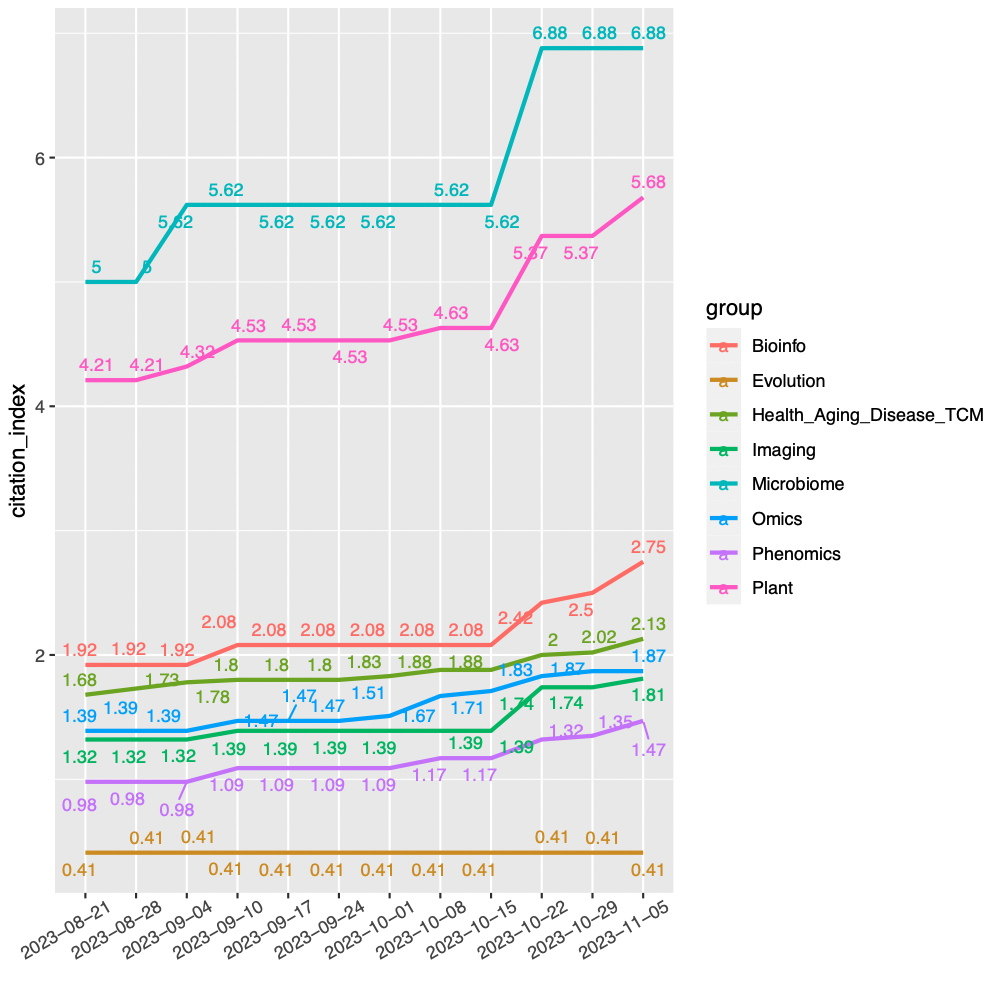 6.88 6.88 6.88
6
5.68
5.62 5.62
5.62 5.62 5.62 5.62 5.62
5.37 5.37
5 5
4.53 4.53 4.53 4.63
4.21 4.21 4.32 4.53 4.63
4
citation_index
group
Bioinfo
Evolution
Health_Aging_Disease_TCM
Imaging
Microbiome
Omics
Phenomics
Plant
a
a
a
a
a
a
a
a
2.75
1.92 1.92 1.92 2.08 2.08 2.08 2.08 2.08 2.08 2.42 2.5
2
1.68 1.73 1.78 1.8 1.8 1.8 1.83 1.88 1.88 2 2.02 2.13
1.39 1.39 1.39 1.47 1.47 1.47 1.51 1.67 1.71 1.83 1.87 1.87
1.32 1.32 1.32 1.39 1.39 1.39 1.39 1.39 1.39 1.74 1.74 1.81
0.98 0.98 0.98 1.09 1.09 1.09 1.09 1.17 1.17 1.32 1.35 1.47
0.41 0.41 0.41 0.41 0.41 0.41 0.41 0.41 0.41 0.41 0.41 0.41
2023-08-21
2023-08-28
2023-09-04
2023-09-10
2023-09-17
2023-09-24
2023-10-01
2023-10-08
2023-10-15
2023-10-22
2023-10-29
2023-11-05